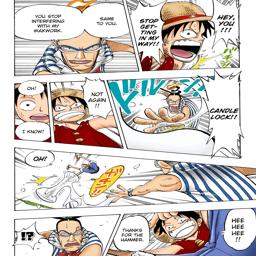 HEY,
YOU
!!!
STOP
GET-
TING IN
MY
WAY!!
SAME
TO YOU.
YOU STOP
INTERFERING
WITH MY
WAXWORK.
CANDLE
LOCK!!
NOT
AGAIN
!!
OH!
I KNOW!
OH!
HEE
HEE
HEE
!!
THANKS
FOR THE
HAMMER.
!?